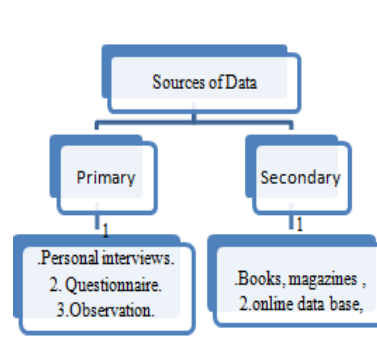 Sources of Data
Primary
Secondary
1
.Personal interviews.
2. Questionnaire.
3.Observation.
1
.Books, magazines ,
2.online data base,